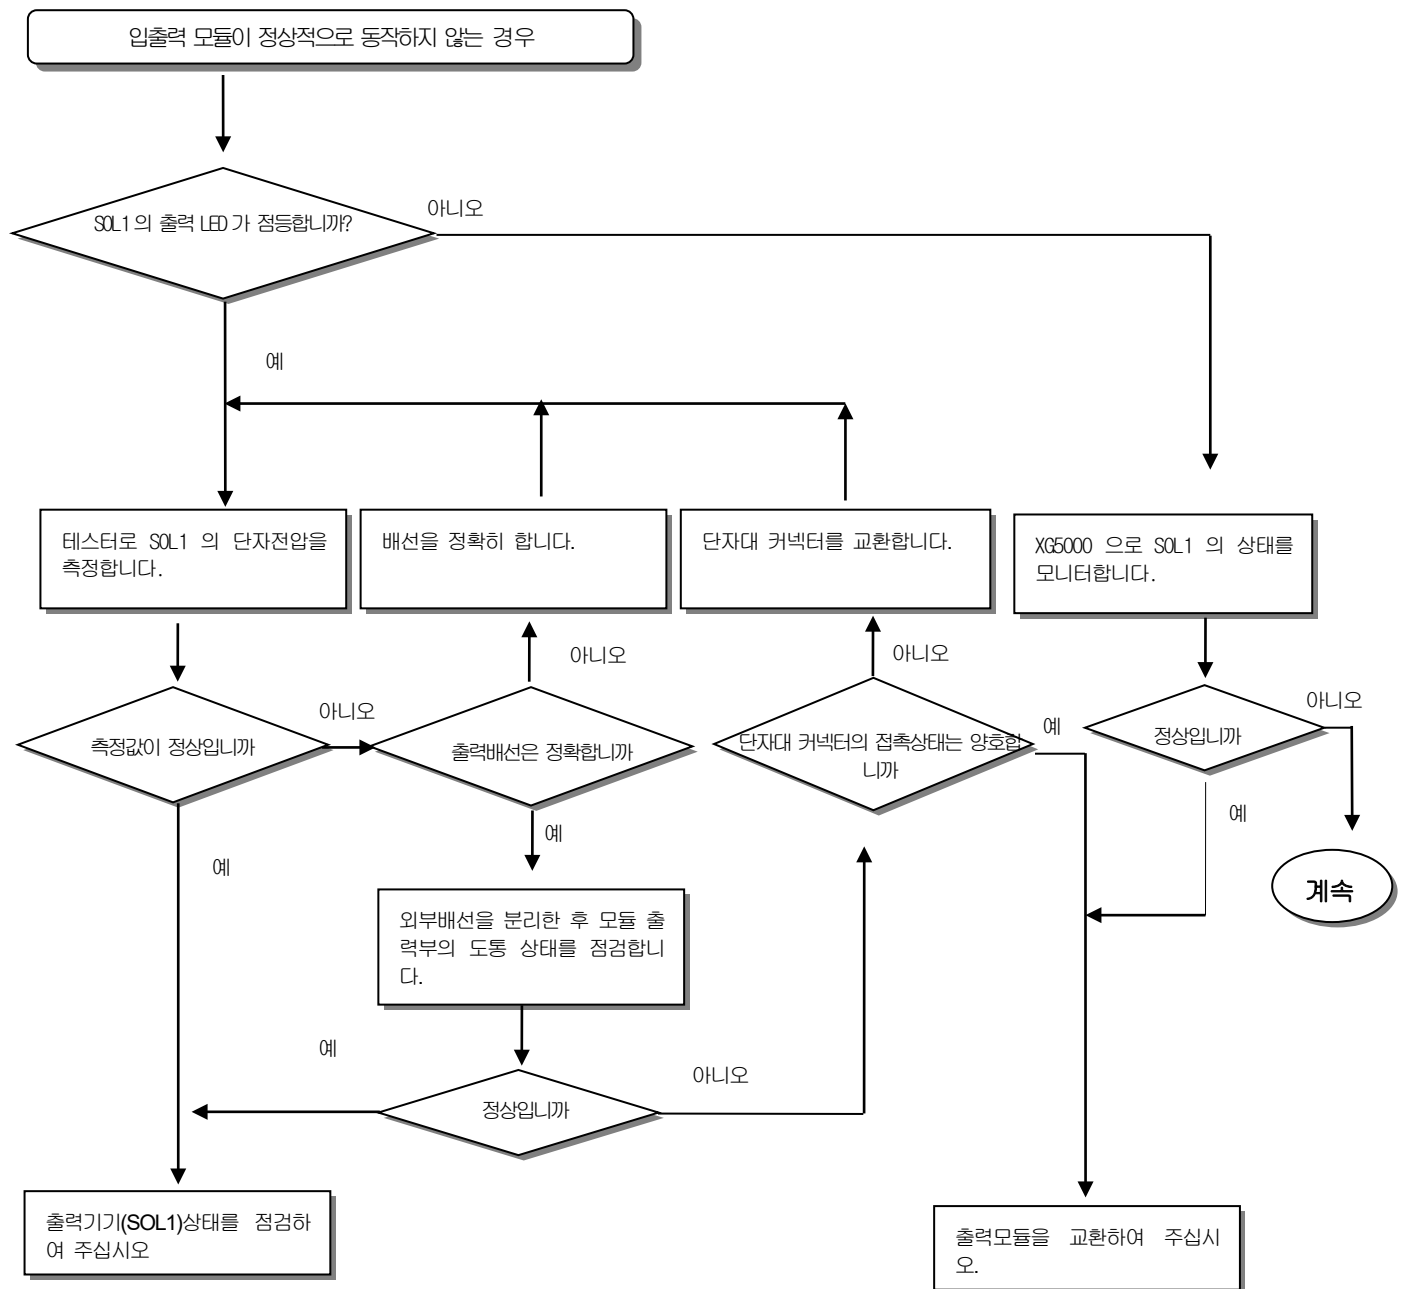 입출력 모듈이 정상적으로 동작하지 않는 경우
SOL1 의 출력 LED 가 점등합니까?
아니오
예
테스터로 SOL1 의 단자전압을
측정합니다.
배선을 정확히 합니다.
단자대 커넥터를 교환합니다.
XG5000 으로 SOL1 의 상태를
모니터합니다.
아니오
아니오
아니오
예
아니오
측정값이 정상입니까
출력배선은 정확합니까
단자대 커넥터의 접촉상태는 양호합
니까
정상입니까
예
예
예
계속
외부배선을 분리한 후 모듈 출
력부의 도통 상태를 점검합니
다.
예
아니오
정상입니까
출력기기(SOL1)상태를 점검하
여 주십시오
출력모듈을 교환하여 주십시
오.